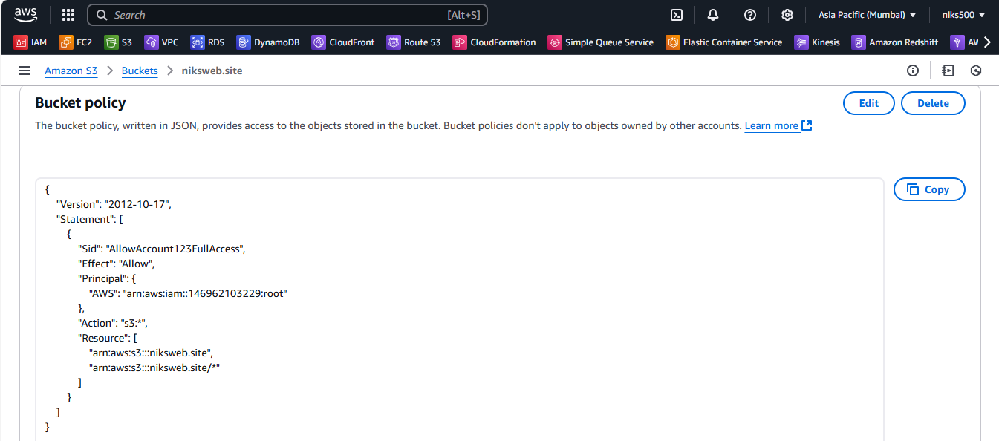 aws
Search [Alt+S]
Asia Pacific (Mumbai) niks500
IAM EC2 S3 VPC RDS DynamoDB CloudFront Route 53 CloudFormation Simple Queue Service Elastic Container Service Kinesis Amazon Redshift AW
Amazon S3 > Buckets > niksweb.site
Bucket policy
Edit Delete
The bucket policy, written in JSON, provides access to the objects stored in the bucket. Bucket policies don't apply to objects owned by other accounts. Learn more
Copy
{
"Version": "2012-10-17",
"Statement": [
{
"Sid": "AllowAccount123FullAccess",
"Effect": "Allow",
"Principal": {
"AWS": "arn:aws:iam::146962103229:root"
},
"Action": "s3:*",
"Resource": [
"arn:aws:s3:::niksweb.site",
"arn:aws:s3:::niksweb.site/*"
]
}
]
}